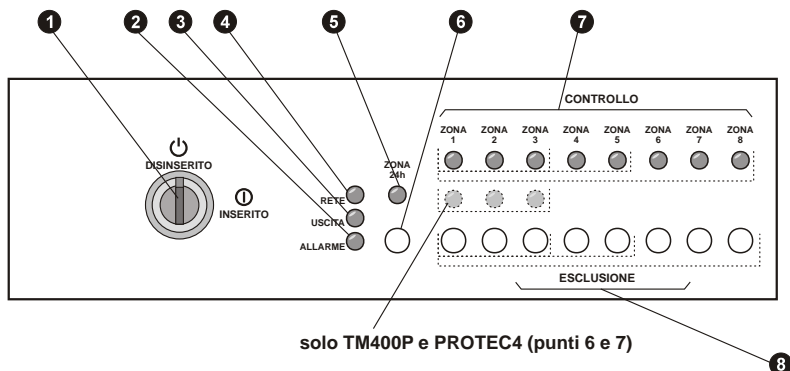 1 2 3 4 5 6 7
CONTROLLO
ZONA 1 ZONA 2 ZONA 3 ZONA 4 ZONA 5 ZONA 6 ZONA 7 ZONA 8
DISINSERITO
INSERITO
ZONA 24h
RETE
USCITA
ALLARME
ESCLUSIONE
solo TM400P e PROTEC4 (punti 6 e 7)
8